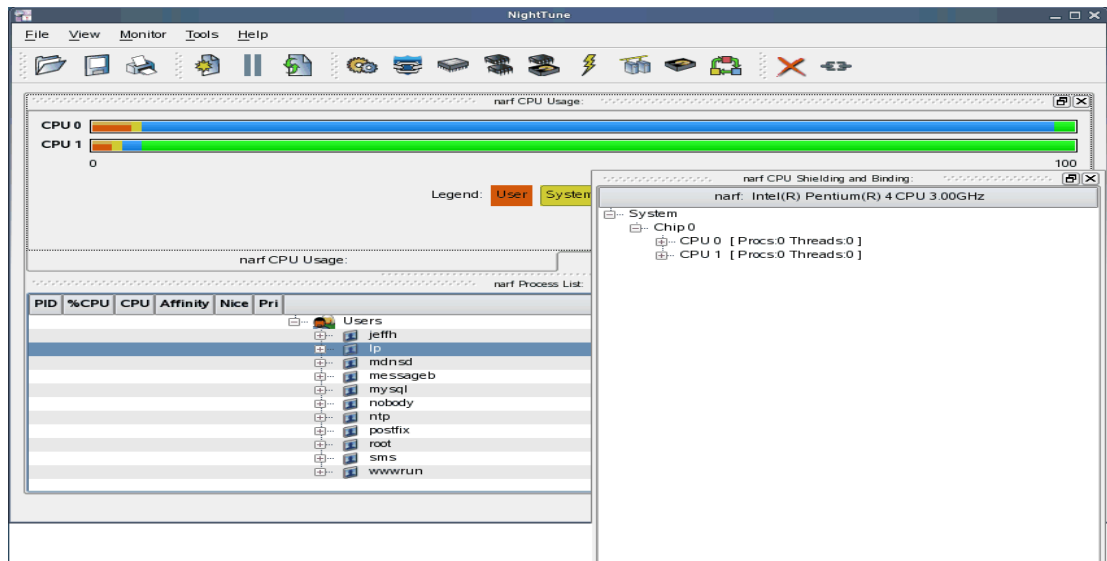 NightTune
File View Monitor Tools Help
narf CPU Usage:
CPU 0
CPU 1
0 100
Legend: User System
narf CPU Usage:
narf Process List:
PID %CPU CPU Affinity Nice Pri
Users
jeffh
lp
mdnsd
messageb
mysql
nobody
ntp
postfix
root
sms
wwwrun
narf CPU Shielding and Binding:
narf: Intel(R) Pentium(R) 4 CPU 3.00GHz
System
Chip 0
CPU 0 [ Procs:0 Threads:0 ]
CPU 1 [ Procs:0 Threads:0 ]